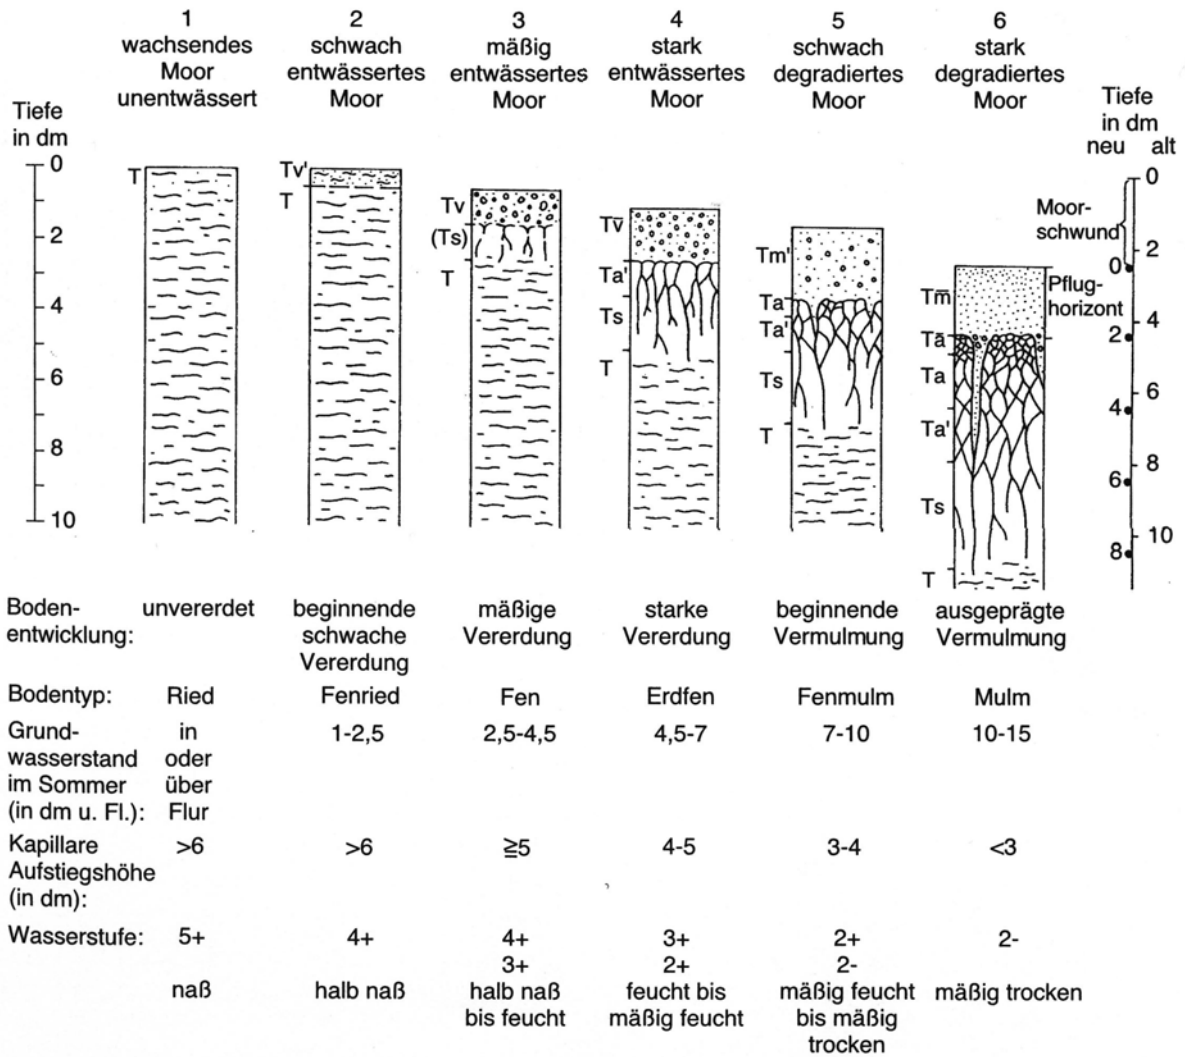 1
wachsendes
Moor
unentwässert
2
schwach
entwässertes
Moor
3
mäßig
entwässertes
Moor
4
stark
entwässertes
Moor
5
schwach
degradiertes
Moor
6
stark
degradiertes
Moor
Tiefe
in dm
0
2
4
6
8
10
T
Tv'
T
Tv
(Ts)
T
Tv̄
Ta'
Ts
T
Tm'
Ta
Ta'
Ts
T
Tm̄
Tā
Ta
Ta'
Ts
T
Pflug-
horizont
Moor-
schwund
Tiefe
in dm
neu alt
0
2
4
6
8
0
2
4
6
8
10
Boden-
entwicklung:
unvererdet
beginnende
schwache
Vererdung
mäßige
Vererdung
starke
Vererdung
beginnende
Vermulmung
ausgeprägte
Vermulmung
Bodentyp: Ried Fenried Fen Erdfen Fenmulm Mulm
Grund-
wasserstand
im Sommer
(in dm u. Fl.):
in
oder
über
Flur
1-2,5 2,5-4,5 4,5-7 7-10 10-15
Kapillare
Aufstiegshöhe
(in dm):
>6 >6 ≧5 4-5 3-4 <3
Wasserstufe: 5+ 4+ 4+ 3+ 2+ 2-
3+ 2+ 2-
naß
halb naß
halb naß
bis feucht
feucht bis
mäßig feucht
mäßig feucht
bis mäßig
trocken
mäßig trocken